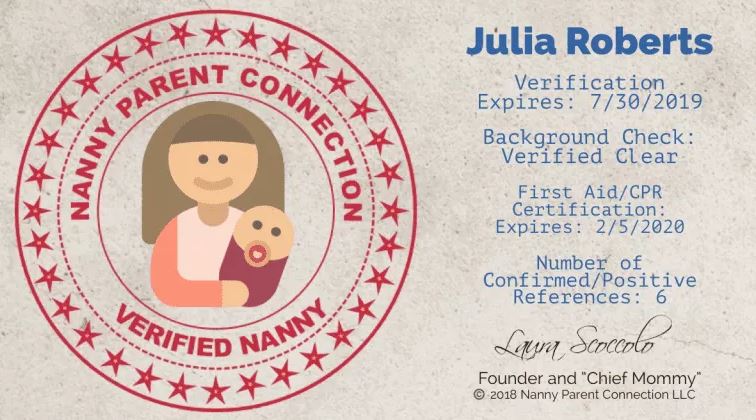 NANNY PARENT CONNECTION
VERIFIED NANNY
Julia Roberts
Verification
Expires: 7/30/2019
Background Check:
Verified Clear
First Aid/CPR
Certification:
Expires: 2/5/2020
Number of
Confirmed/Positive
References: 6
Laura Scoccolo
Founder and “Chief Mommy”
© 2018 Nanny Parent Connection LLC